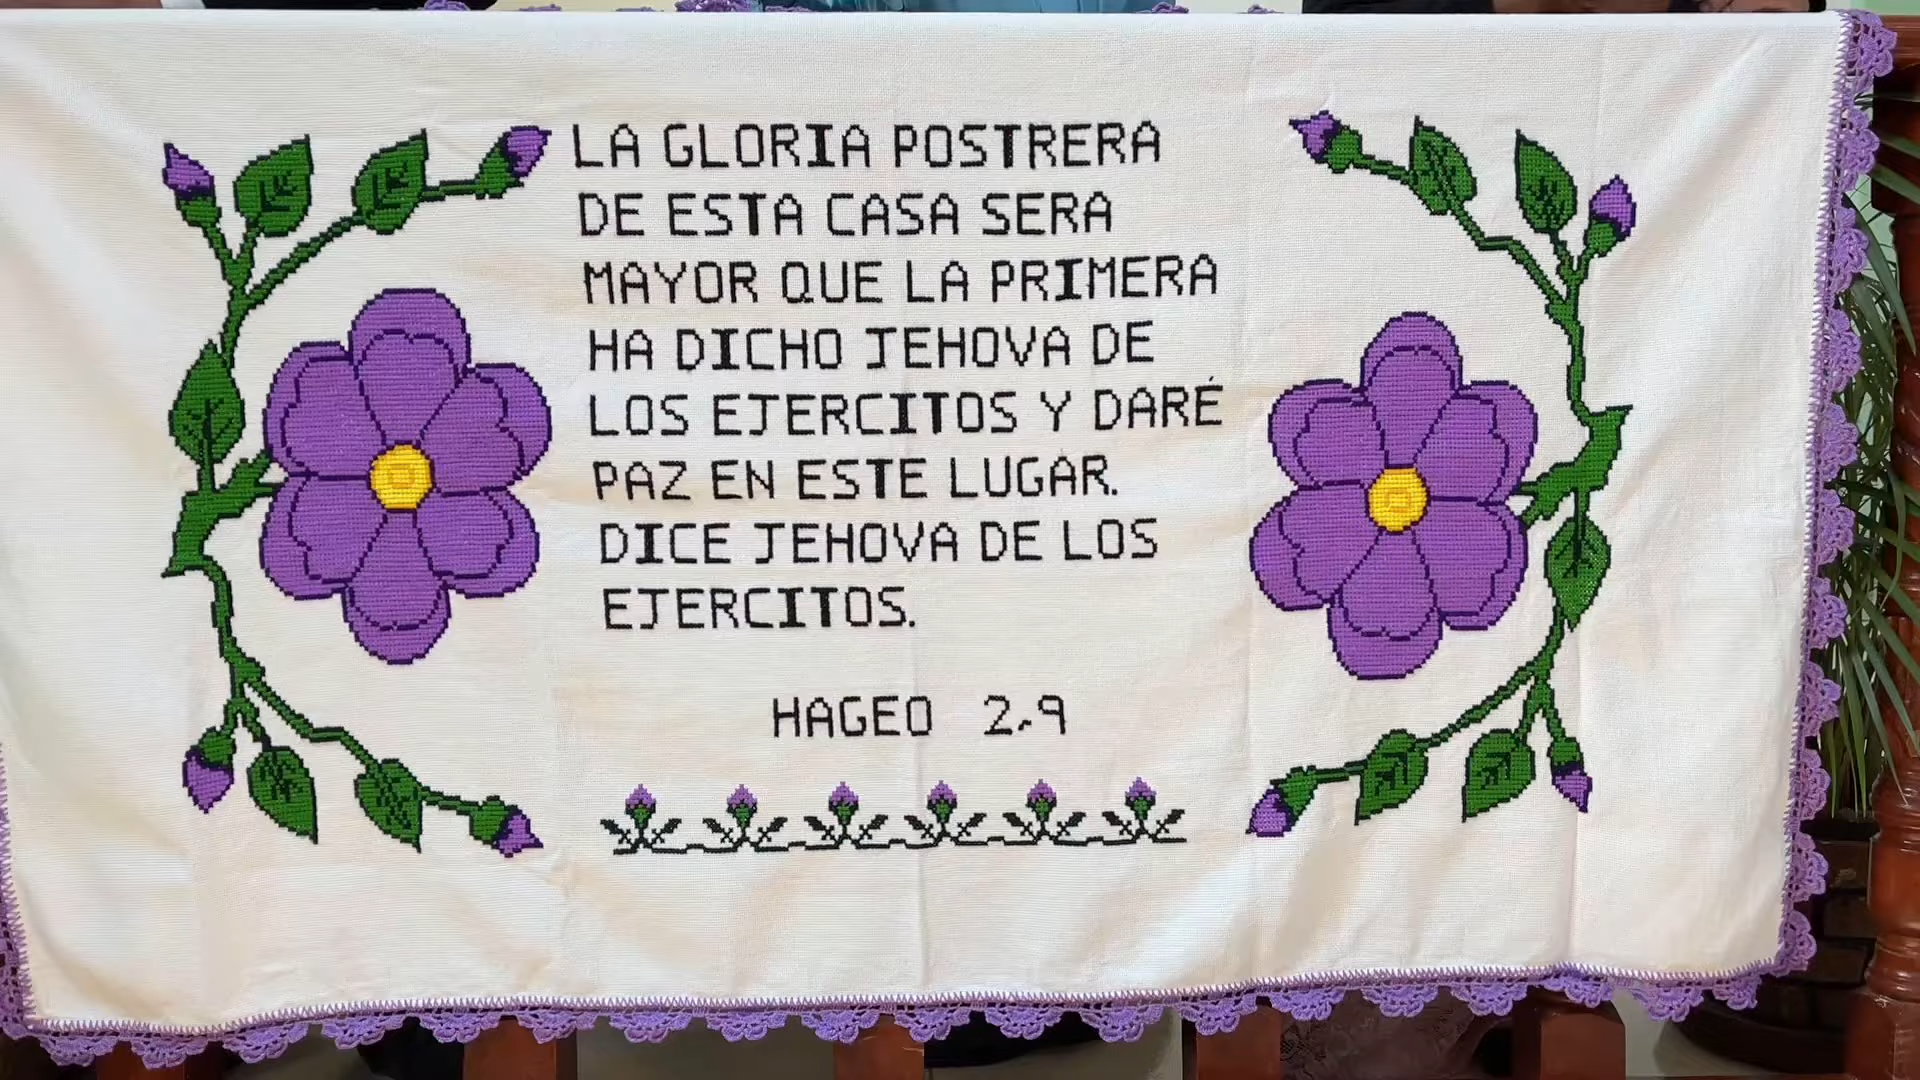 LA GLORIA POSTRERA
DE ESTA CASA SERA
MAYOR QUE LA PRIMERA
HA DICHO JEHOVA DE
LOS EJERCITOS Y DARÉ
PAZ EN ESTE LUGAR.
DICE JEHOVA DE LOS
EJERCITOS.
HAGEO 2,9